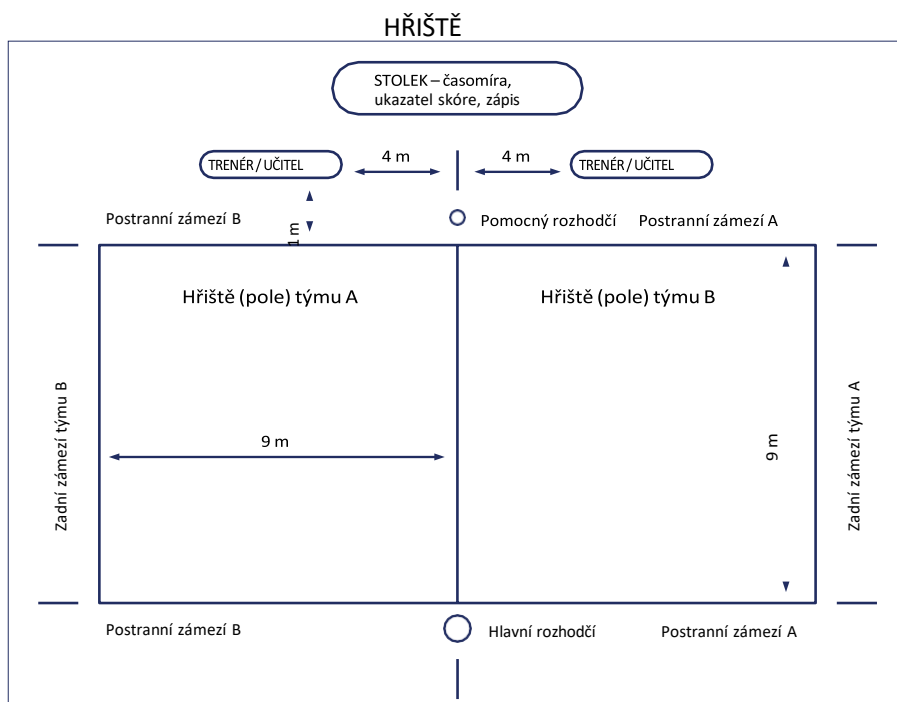 HŘIŠTĚ
STOLEK – časomíra,
ukazatel skóre, zápis
TRENÉR / UČITEL
4 m
4 m
TRENÉR / UČITEL
Postranní zámezí B
1 m
Pomocný rozhodčí
Postranní zámezí A
Hřiště (pole) týmu A
Hřiště (pole) týmu B
Zadní zámezí týmu B
9 m
9 m
Zadní zámezí týmu A
Postranní zámezí B
Hlavní rozhodčí
Postranní zámezí A